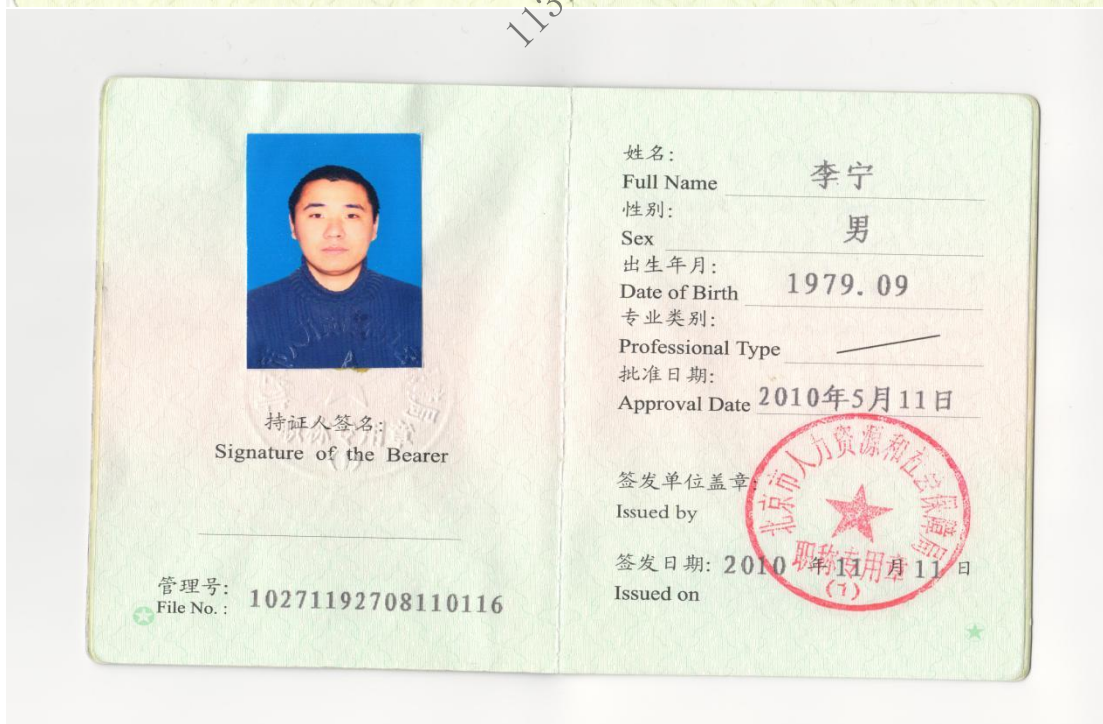 113
持证人签名:
Signature of the Bearer
管理号:
File No. : 10271192708110116
姓名:
Full Name 李宁
性别:
Sex 男
出生年月:
Date of Birth 1979.09
专业类别:
Professional Type
批准日期:
Approval Date 2010年5月11日
签发单位盖章:
Issued by
北京市人力资源和社会保障局
职称专用章
(1)
签发日期: 2010 年11 月 11 日
Issued on